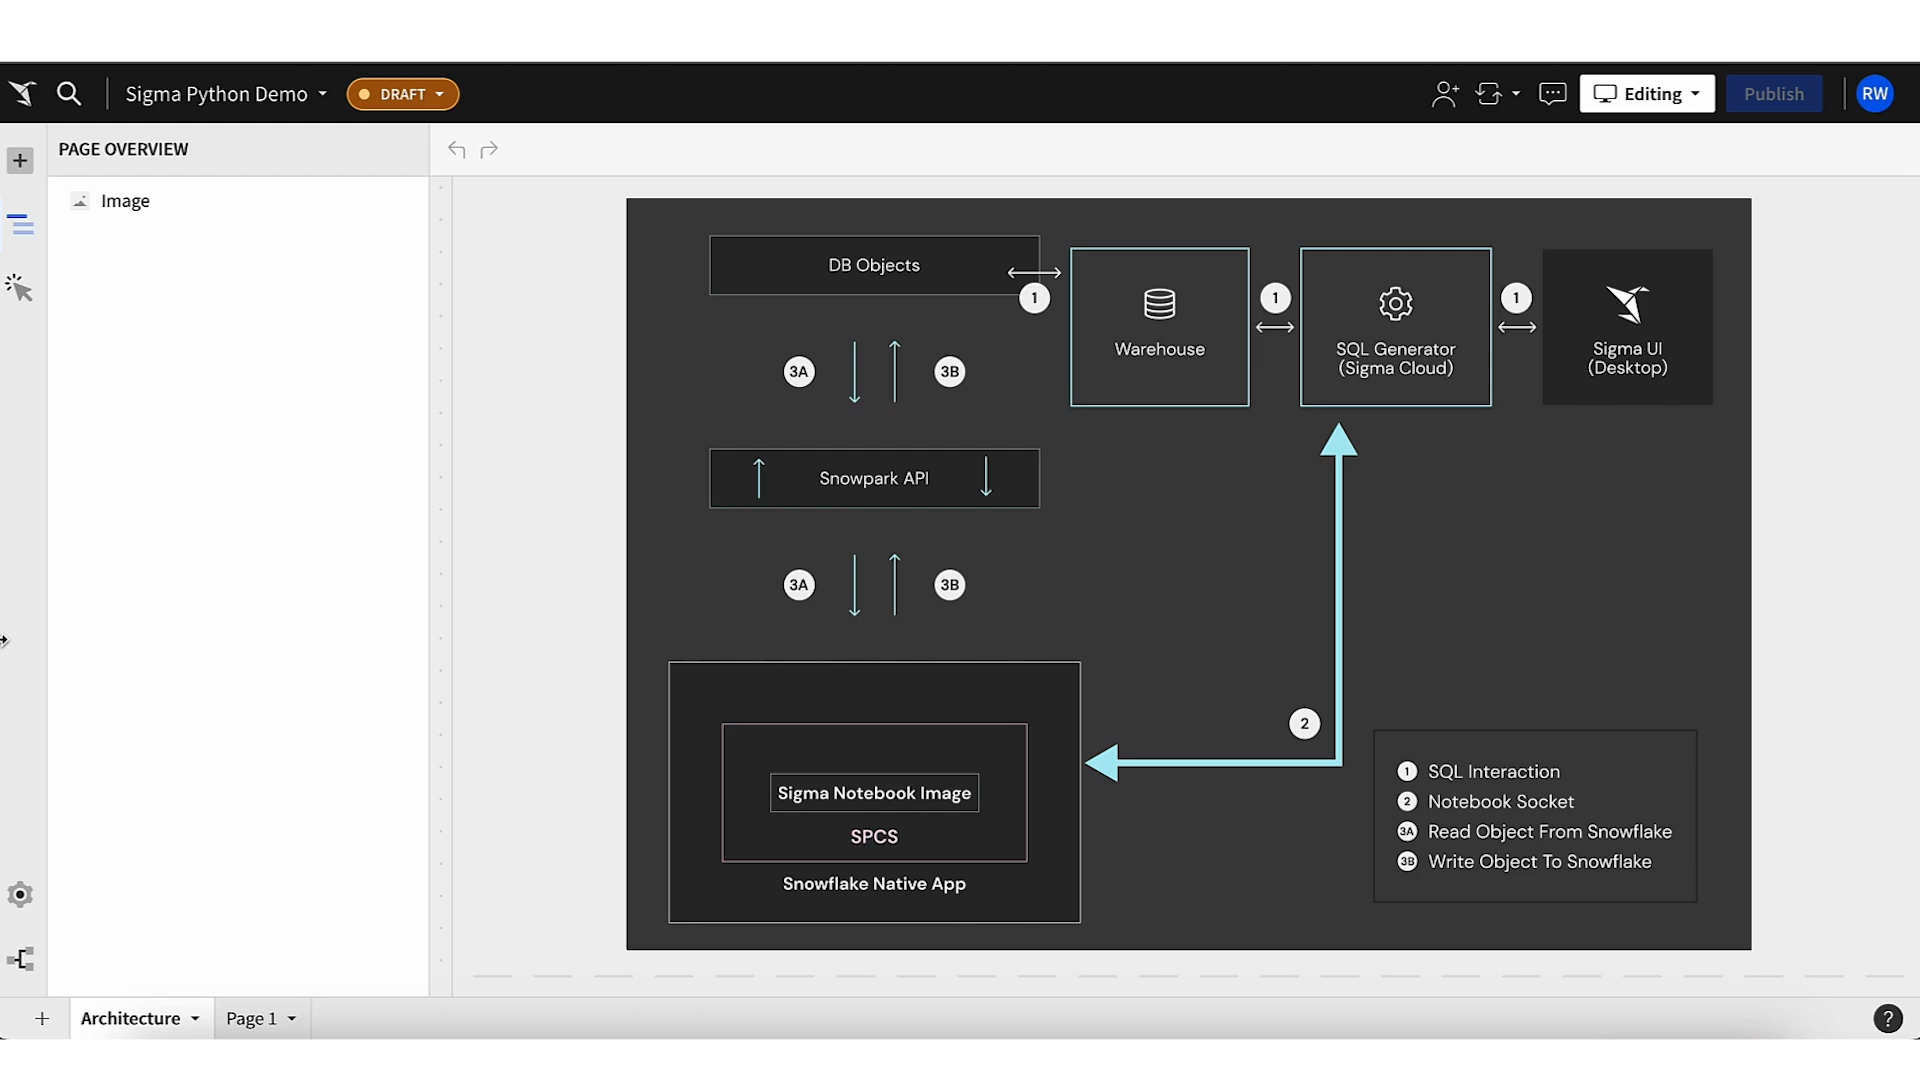 Sigma Python Demo
DRAFT
Editing
Publish
RW
PAGE OVERVIEW
Image
DB Objects
1
Warehouse
1
SQL Generator
(Sigma Cloud)
1
Sigma UI
(Desktop)
3A
3B
Snowpark API
3A
3B
2
Sigma Notebook Image
SPCS
Snowflake Native App
1 SQL Interaction
2 Notebook Socket
3A Read Object From Snowflake
3B Write Object To Snowflake
Architecture
Page 1
?